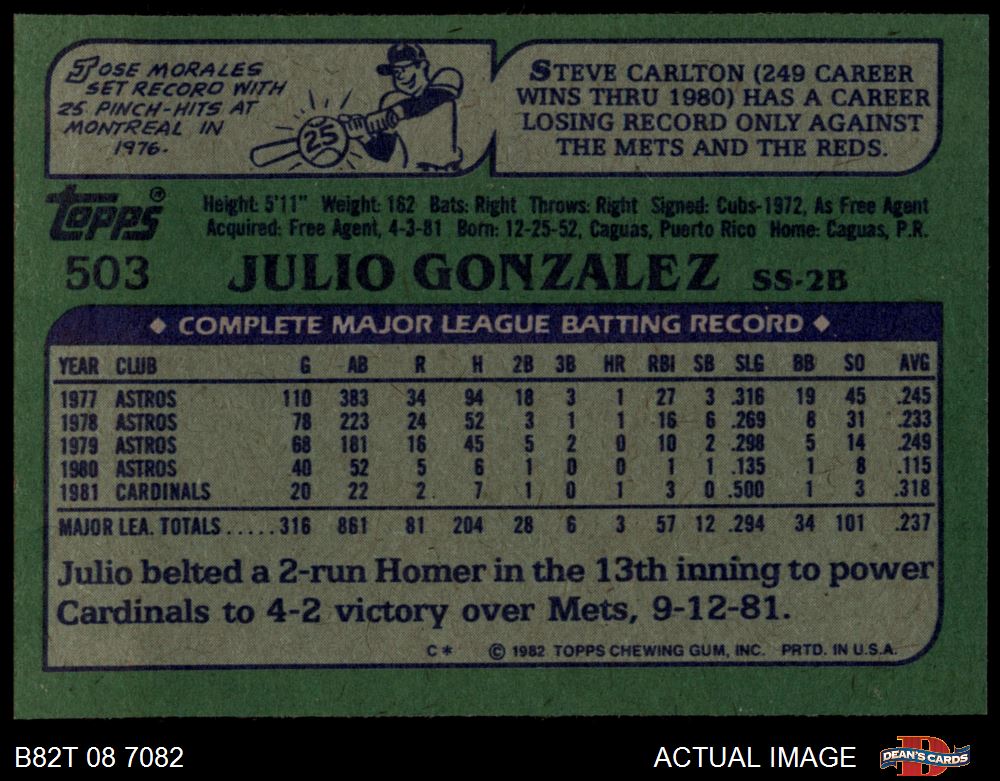 JOSE MORALES
SET RECORD WITH
25 PINCH-HITS AT
MONTREAL IN
1976.
25
STEVE CARLTON (249 CAREER
WINS THRU 1980) HAS A CAREER
LOSING RECORD ONLY AGAINST
THE METS AND THE REDS.
Topps®
Height: 5'11" Weight: 162 Bats: Right Throws: Right Signed: Cubs-1972, As Free Agent
Acquired: Free Agent, 4-3-81 Born: 12-25-52, Caguas, Puerto Rico Home: Caguas, P.R.
503 JULIO GONZALEZ SS-2B
◆ COMPLETE MAJOR LEAGUE BATTING RECORD ◆
YEAR CLUB G AB R H 2B 3B HR RBI SB SLG BB SO AVG
1977 ASTROS 110 383 34 94 18 3 1 27 3 .316 19 45 .245
1978 ASTROS 78 223 24 52 3 1 1 16 6 .269 8 31 .233
1979 ASTROS 68 181 16 45 5 2 0 10 2 .298 5 14 .249
1980 ASTROS 40 52 5 6 1 0 0 1 1 .135 1 8 .115
1981 CARDINALS 20 22 2 7 1 0 1 3 0 .500 1 3 .318
MAJOR LEA. TOTALS.....316 861 81 204 28 6 3 57 12 .294 34 101 .237
Julio belted a 2-run Homer in the 13th inning to power
Cardinals to 4-2 victory over Mets, 9-12-81.
C* © 1982 TOPPS CHEWING GUM, INC. PRTD. IN U.S.A.
B82T 08 7082 ACTUAL IMAGE DEAN'S CARDS